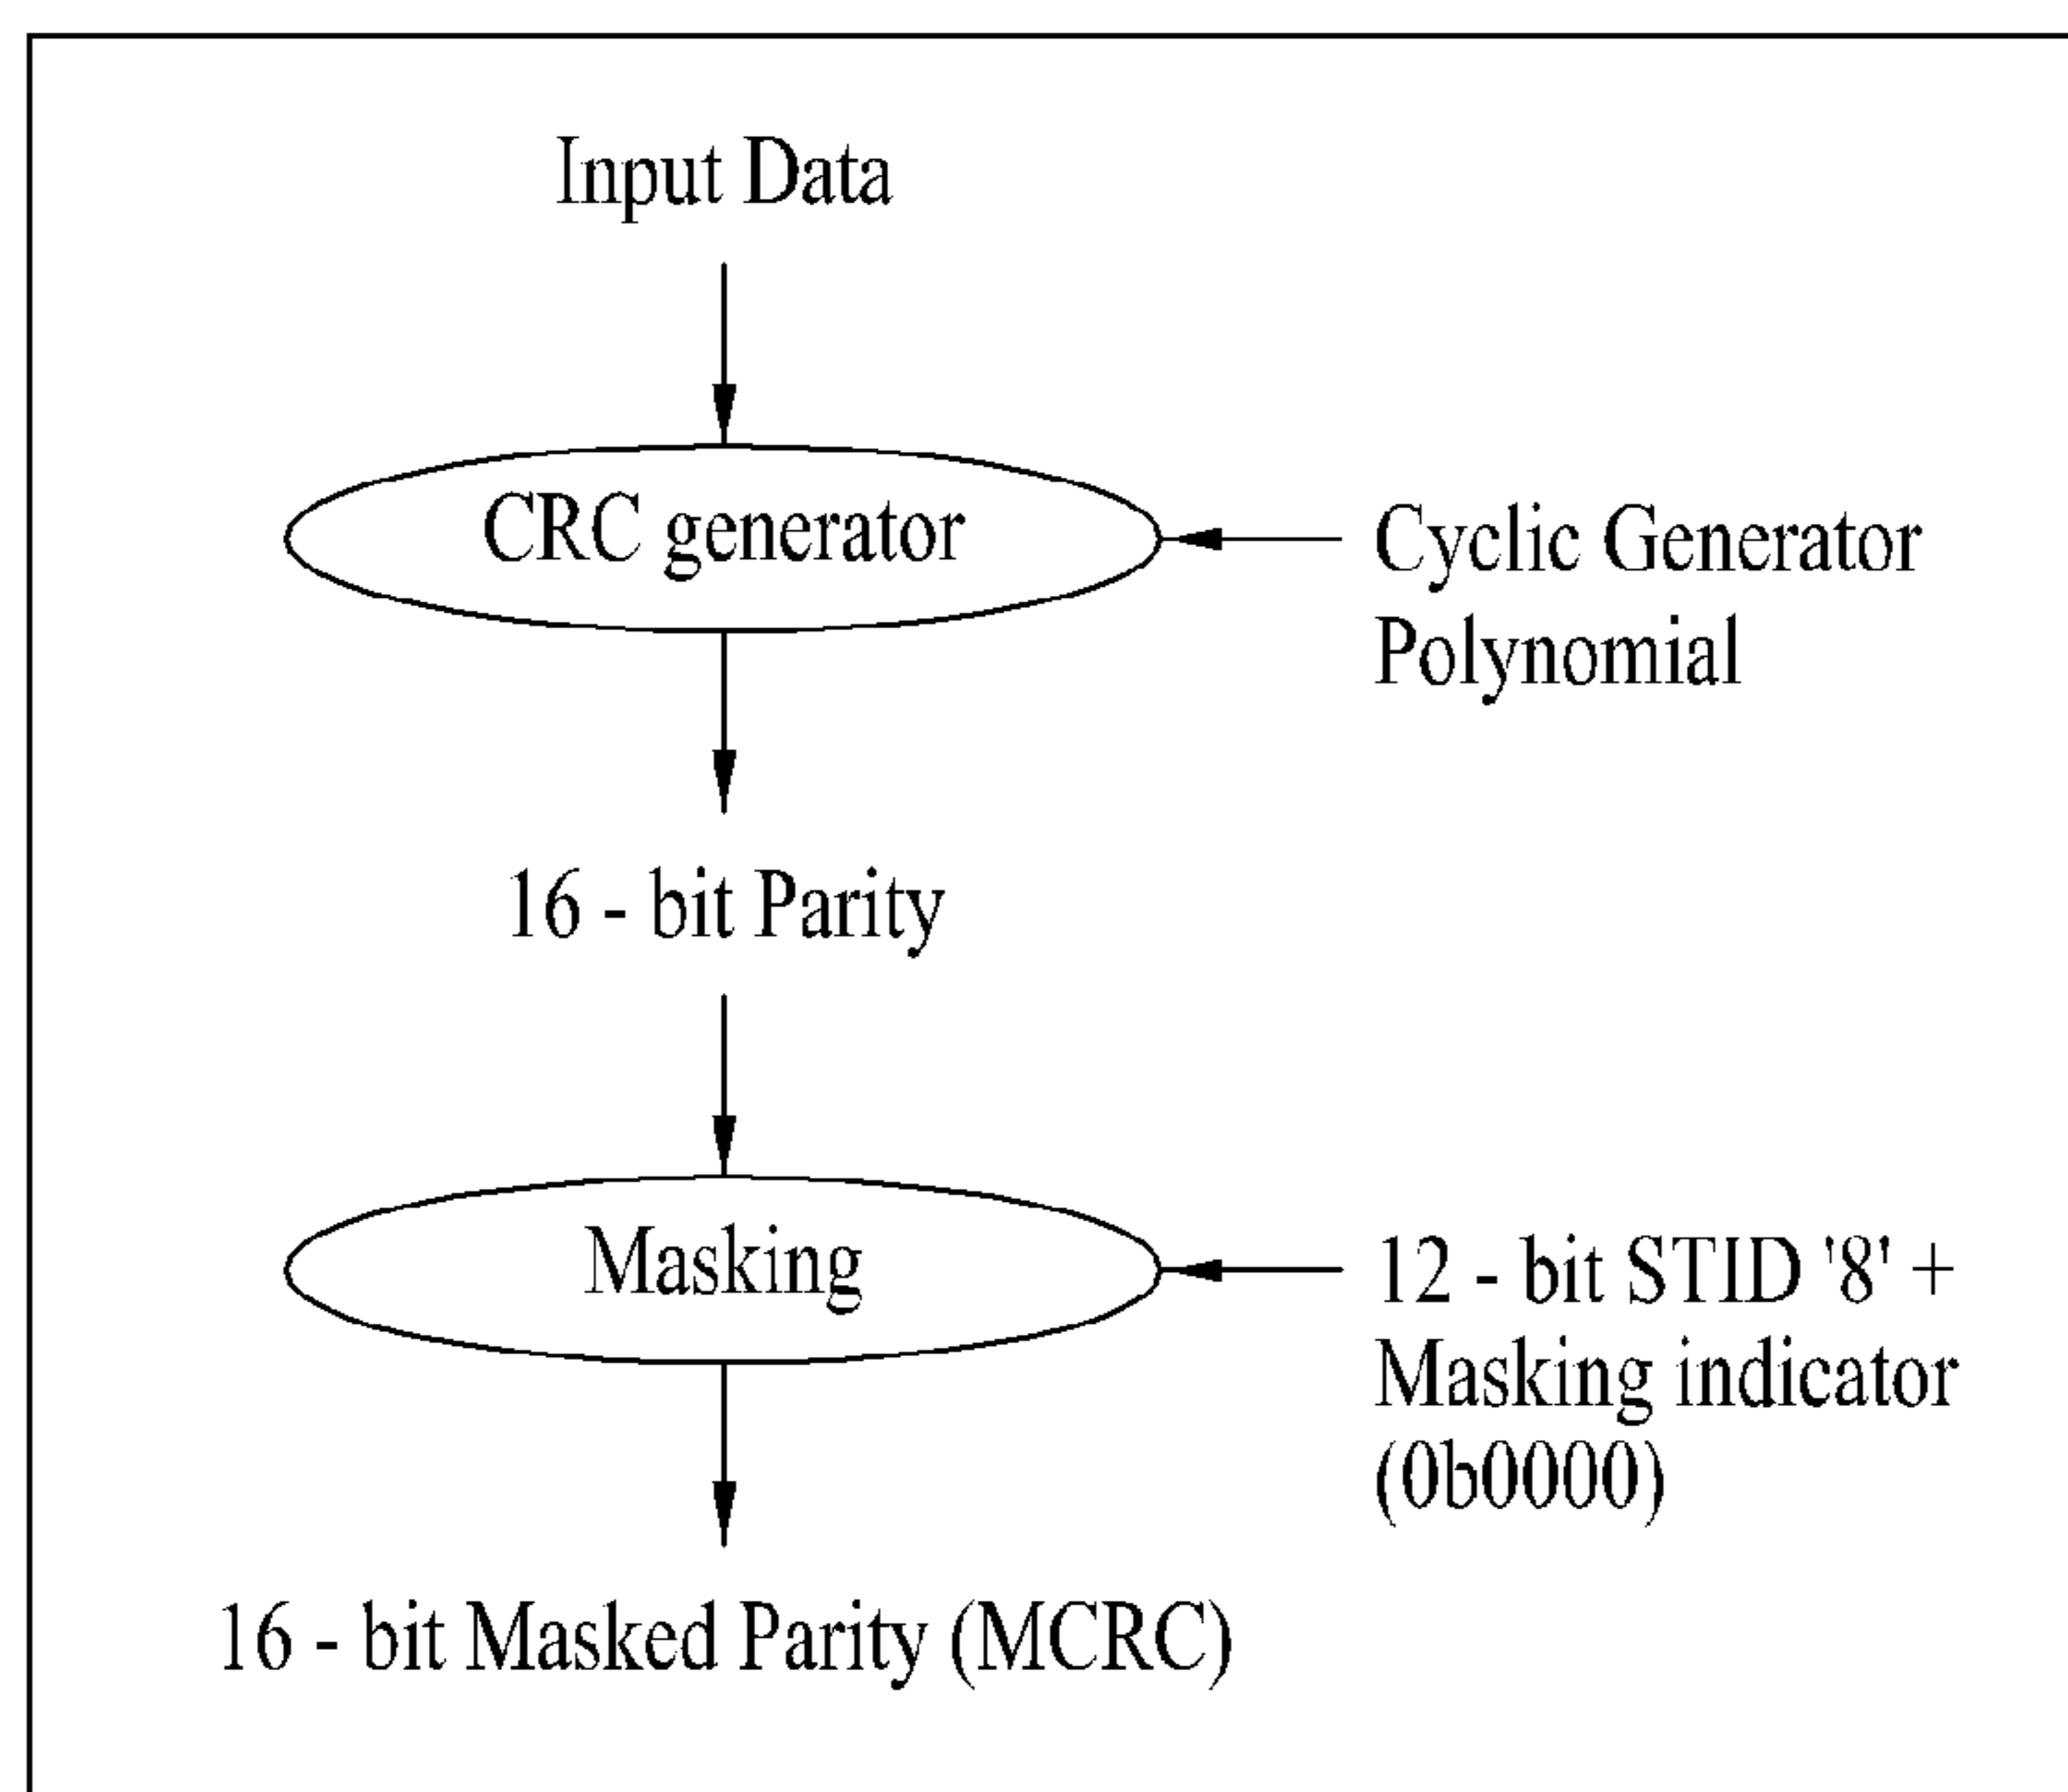 Input Data
CRC generator
Cyclic Generator
Polynomial
16 - bit Parity
Masking
12 - bit STID '8' +
Masking indicator
(0b0000)
16 - bit Masked Parity (MCRC)